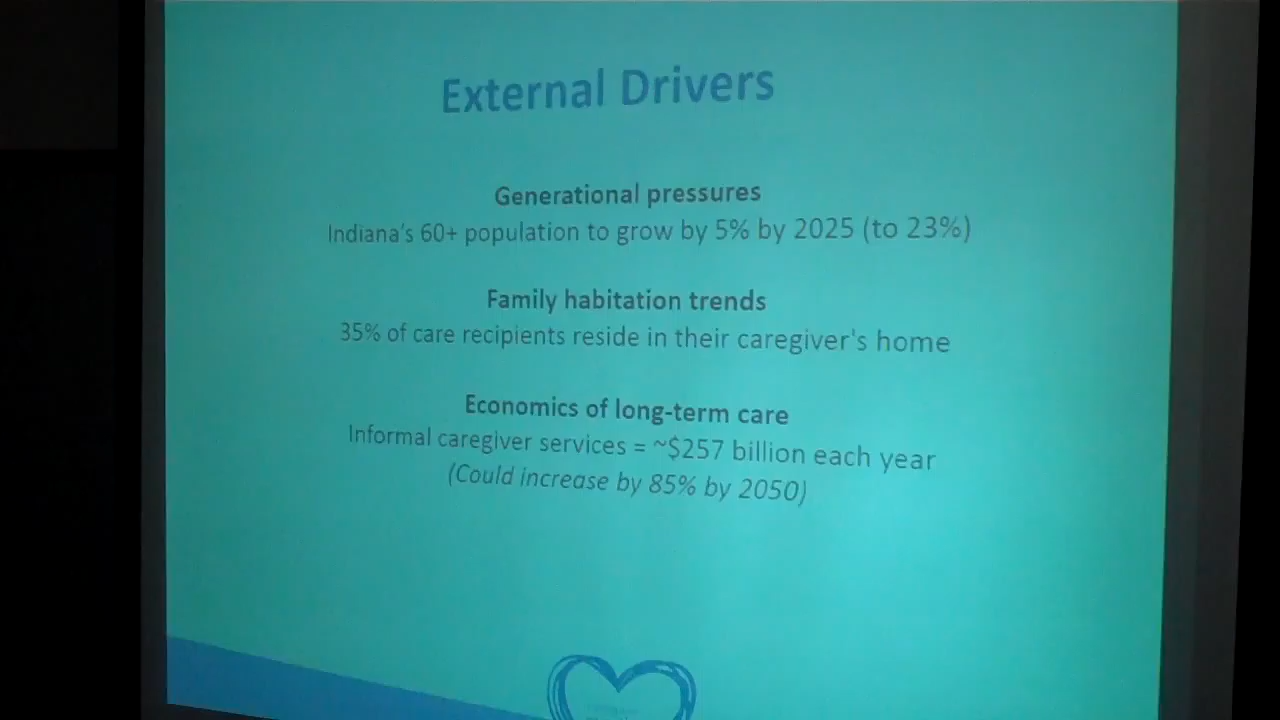 External Drivers
Generational pressures
Indiana's 60+ population to grow by 5% by 2025 (to 23%)
Family habitation trends
35% of care recipients reside in their caregiver's home
Economics of long-term care
Informal caregiver services = ~$257 billion each year
(Could increase by 85% by 2050)